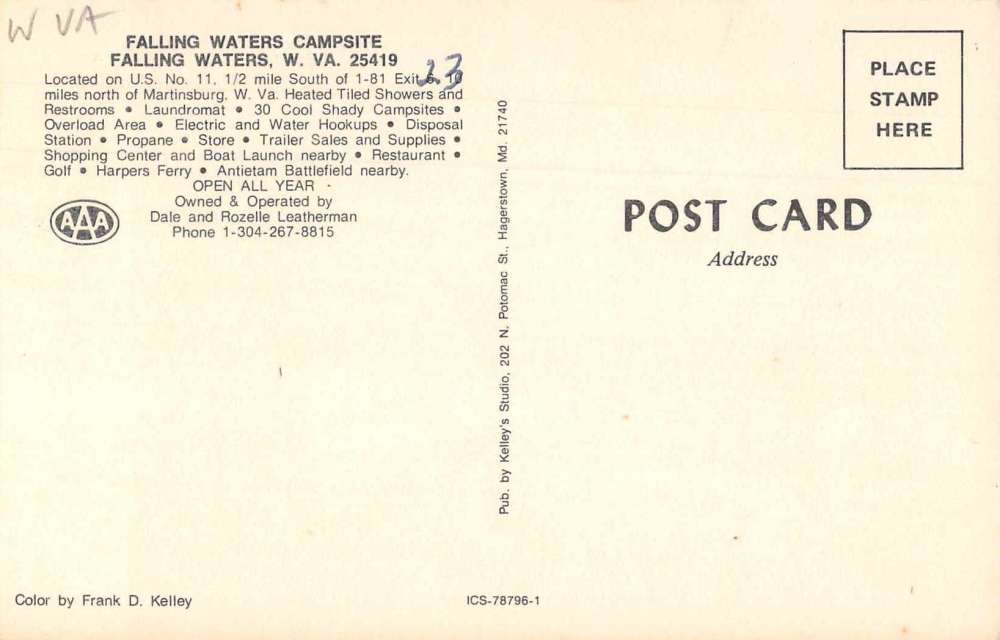 W VA
FALLING WATERS CAMPSITE
FALLING WATERS, W. VA. 25419
Located on U.S. No. 11, 1/2 mile South of 1-81 Exit 6. 10
23
miles north of Martinsburg, W. Va. Heated Tiled Showers and
Restrooms • Laundromat • 30 Cool Shady Campsites •
Overload Area • Electric and Water Hookups • Disposal
Station • Propane • Store • Trailer Sales and Supplies •
Shopping Center and Boat Launch nearby • Restaurant •
Golf • Harpers Ferry • Antietam Battlefield nearby.
OPEN ALL YEAR
Owned & Operated by
Dale and Rozelle Leatherman
Phone 1-304-267-8815
AAA
Color by Frank D. Kelley
Pub. by Kelley's Studio, 202 N. Potomac St., Hagerstown, Md. 21740
ICS-78796-1
PLACE
STAMP
HERE
POST CARD
Address